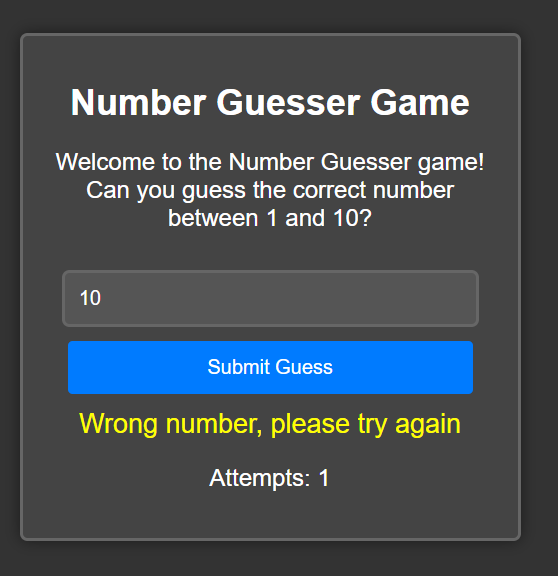 Number Guesser Game
Welcome to the Number Guesser game!
Can you guess the correct number
between 1 and 10?
10
Submit Guess
Wrong number, please try again
Attempts: 1